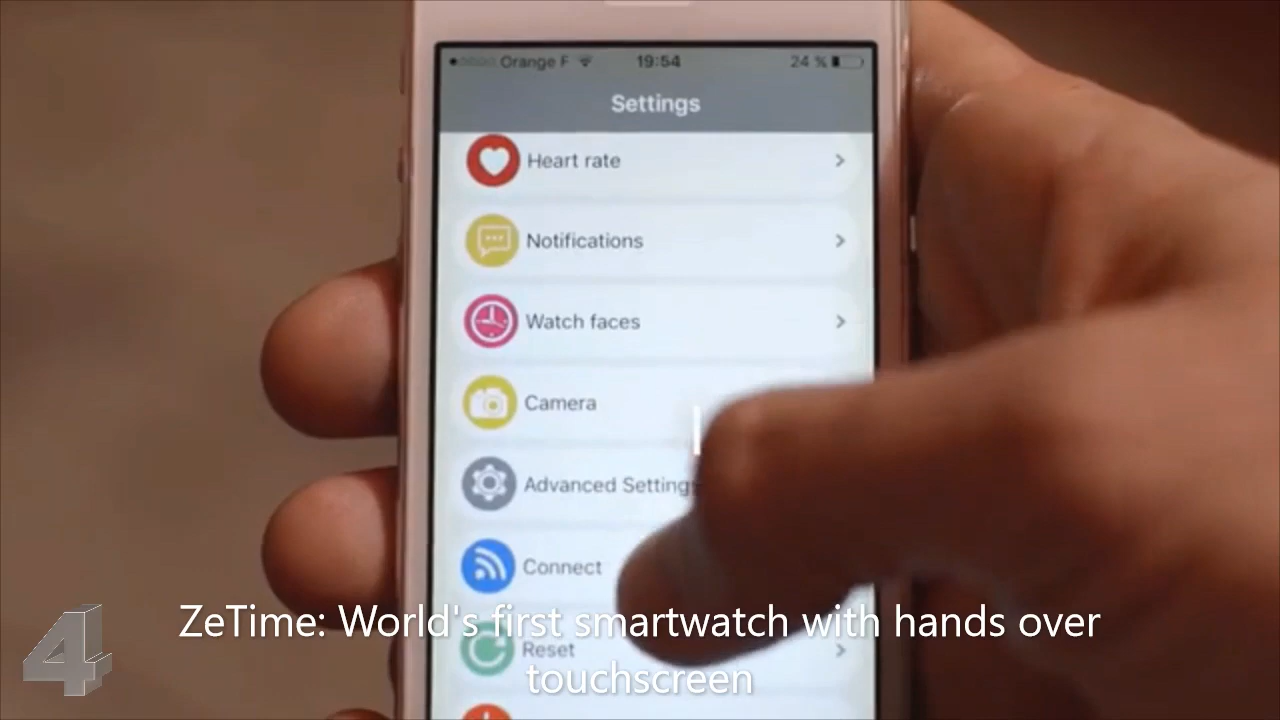 Orange F 19:54 24 %
Settings
Heart rate
Notifications
Watch faces
Camera
Advanced Settings
Connect
Reset
ZeTime: World's first smartwatch with hands over
touchscreen
4